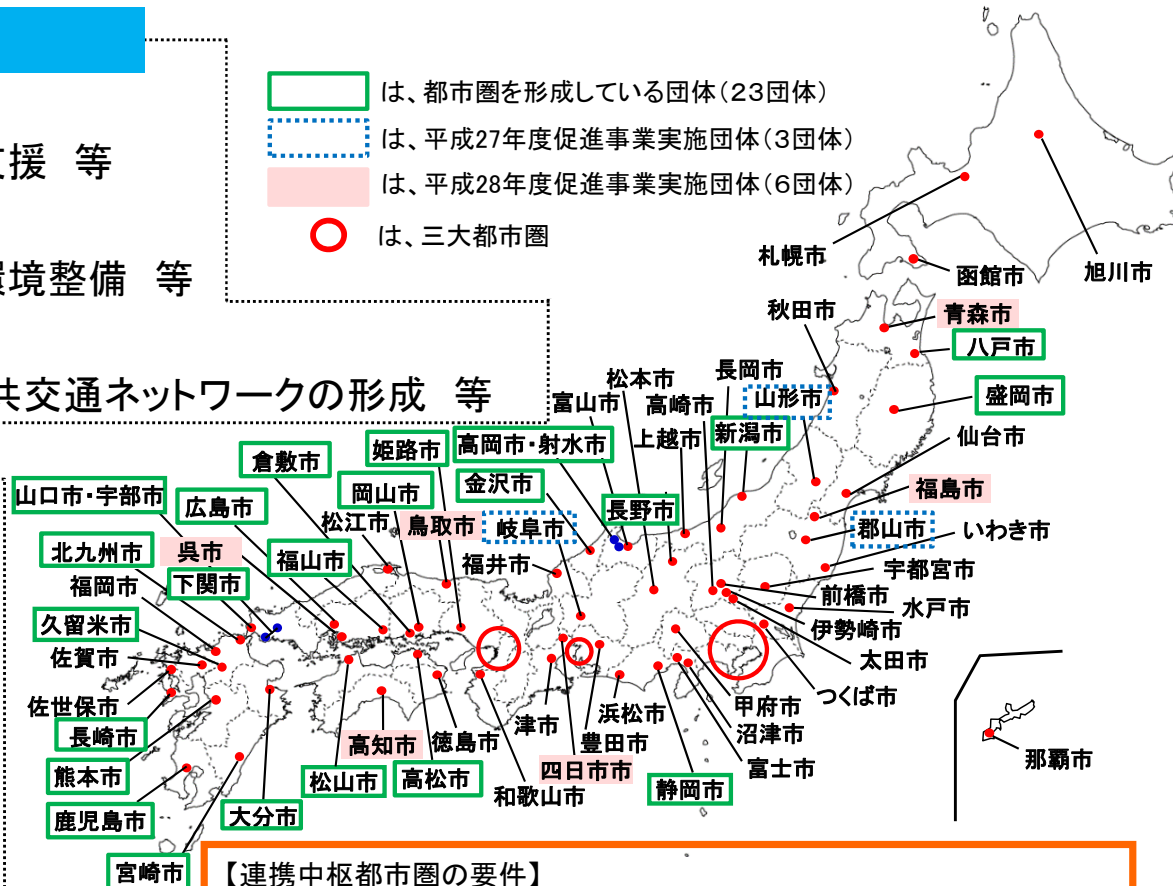 支援 等
環境整備 等
共交通ネットワークの形成 等
は、都市圏を形成している団体(23団体)
は、平成27年度促進事業実施団体(3団体)
は、平成28年度促進事業実施団体(6団体)
は、三大都市圏
札幌市
函館市
旭川市
秋田市
青森市
八戸市
盛岡市
仙台市
松本市
長岡市
富山市
高崎市
山形市
上越市
新潟市
姫路市
高岡市・射水市
倉敷市
金沢市
長野市
福島市
郡山市
いわき市
宇都宮市
前橋市
水戸市
伊勢崎市
太田市
つくば市
山口市・宇部市
広島市
岡山市
松江市
鳥取市
岐阜市
北九州市
呉市
福山市
福井市
福岡市
下関市
久留米市
佐賀市
佐世保市
長崎市
熊本市
鹿児島市
宮崎市
大分市
松山市
高知市
徳島市
高松市
和歌山市
津市
四日市市
豊田市
浜松市
静岡市
甲府市
沼津市
富士市
那覇市
【連携中枢都市圏の要件】